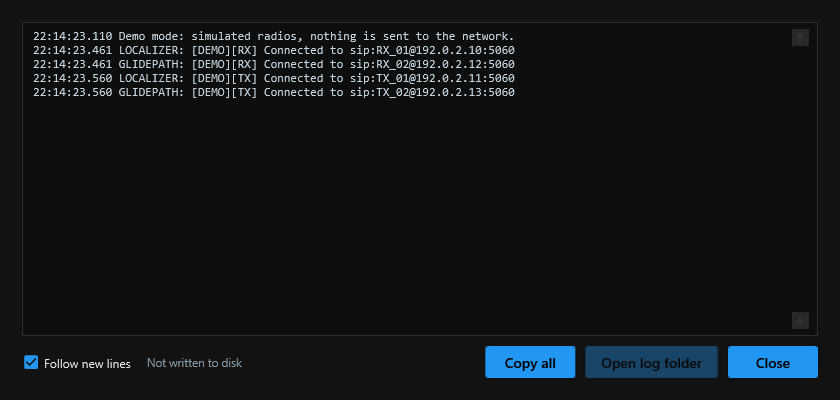 22:14:23.110 Demo mode: simulated radios, nothing is sent to the network.
22:14:23.461 LOCALIZER: [DEMO][RX] Connected to sip:RX_01@192.0.2.10:5060
22:14:23.461 GLIDEPATH: [DEMO][RX] Connected to sip:RX_02@192.0.2.12:5060
22:14:23.560 LOCALIZER: [DEMO][TX] Connected to sip:TX_01@192.0.2.11:5060
22:14:23.560 GLIDEPATH: [DEMO][TX] Connected to sip:TX_02@192.0.2.13:5060
Follow new lines Not written to disk Copy all Open log folder Close